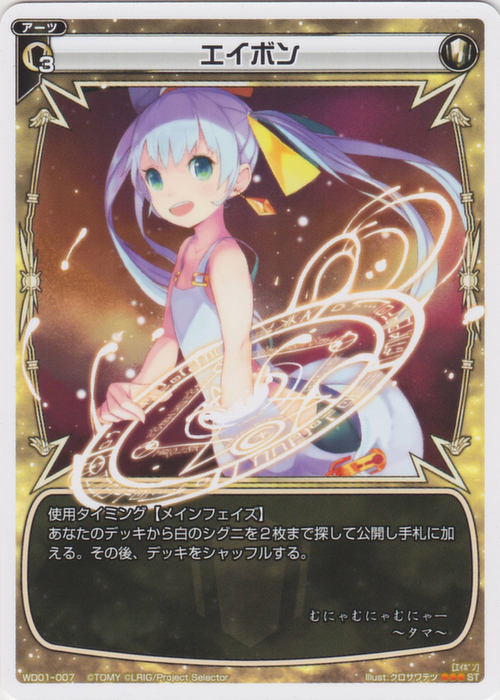 アーツ
エイボン
3
使用タイミング【メインフェイズ】
あなたのデッキから白のシグニを2枚まで探して公開し手札に加
える。その後、デッキをシャッフルする。
むにゃむにゃむにゃー
～タマ～
[エイボン]
WD01-007 ©TOMY ©LRIG/Project Selector Illust:クロサワテツ ST